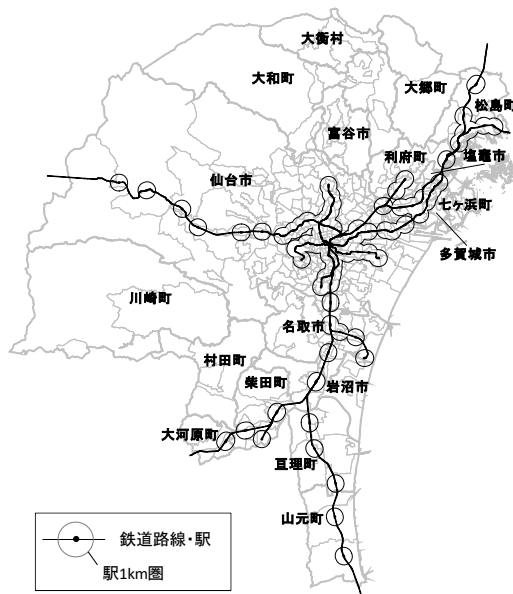 大衡村
大和町
大郷町
松島町
富谷市
利府町
塩竈市
仙台市
七ヶ浜町
多賀城市
川崎町
名取市
村田町
柴田町
岩沼市
大河原町
亘理町
山元町
鉄道路線・駅
駅1km圏